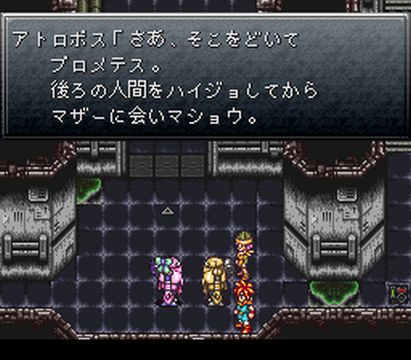 アトロポス「さあ、そこをどいて
プロメテス。
後ろの人間をハイジョしてから
マザーに会いマショウ。